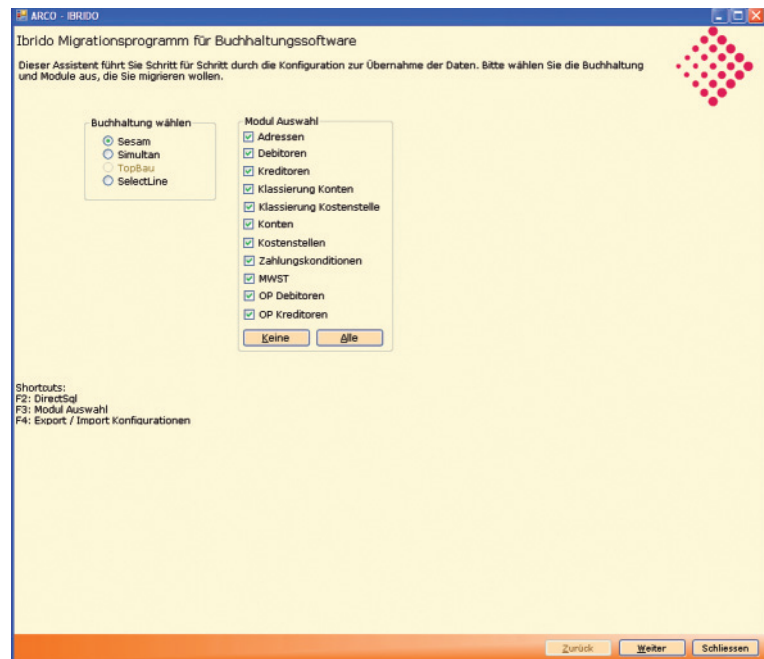 ARCO - IBRIDO
Ibrido Migrationsprogramm für Buchhaltungssoftware
Dieser Assistent führt Sie Schritt für Schritt durch die Konfiguration zur Übernahme der Daten. Bitte wählen Sie die Buchhaltung
und Module aus, die Sie migrieren wollen.
Buchhaltung wählen
Sesam
Simultan
TopBau
SelectLine
Modul Auswahl
Adressen
Debitoren
Kreditoren
Klassierung Konten
Klassierung Kostenstelle
Konten
Kostenstellen
Zahlungskonditionen
MWST
OP Debitoren
OP Kreditoren
Keine Alle
Shortcuts:
F2: DirectSql
F3: Modul Auswahl
F4: Export / Import Konfigurationen
Zurück Weiter Schliessen